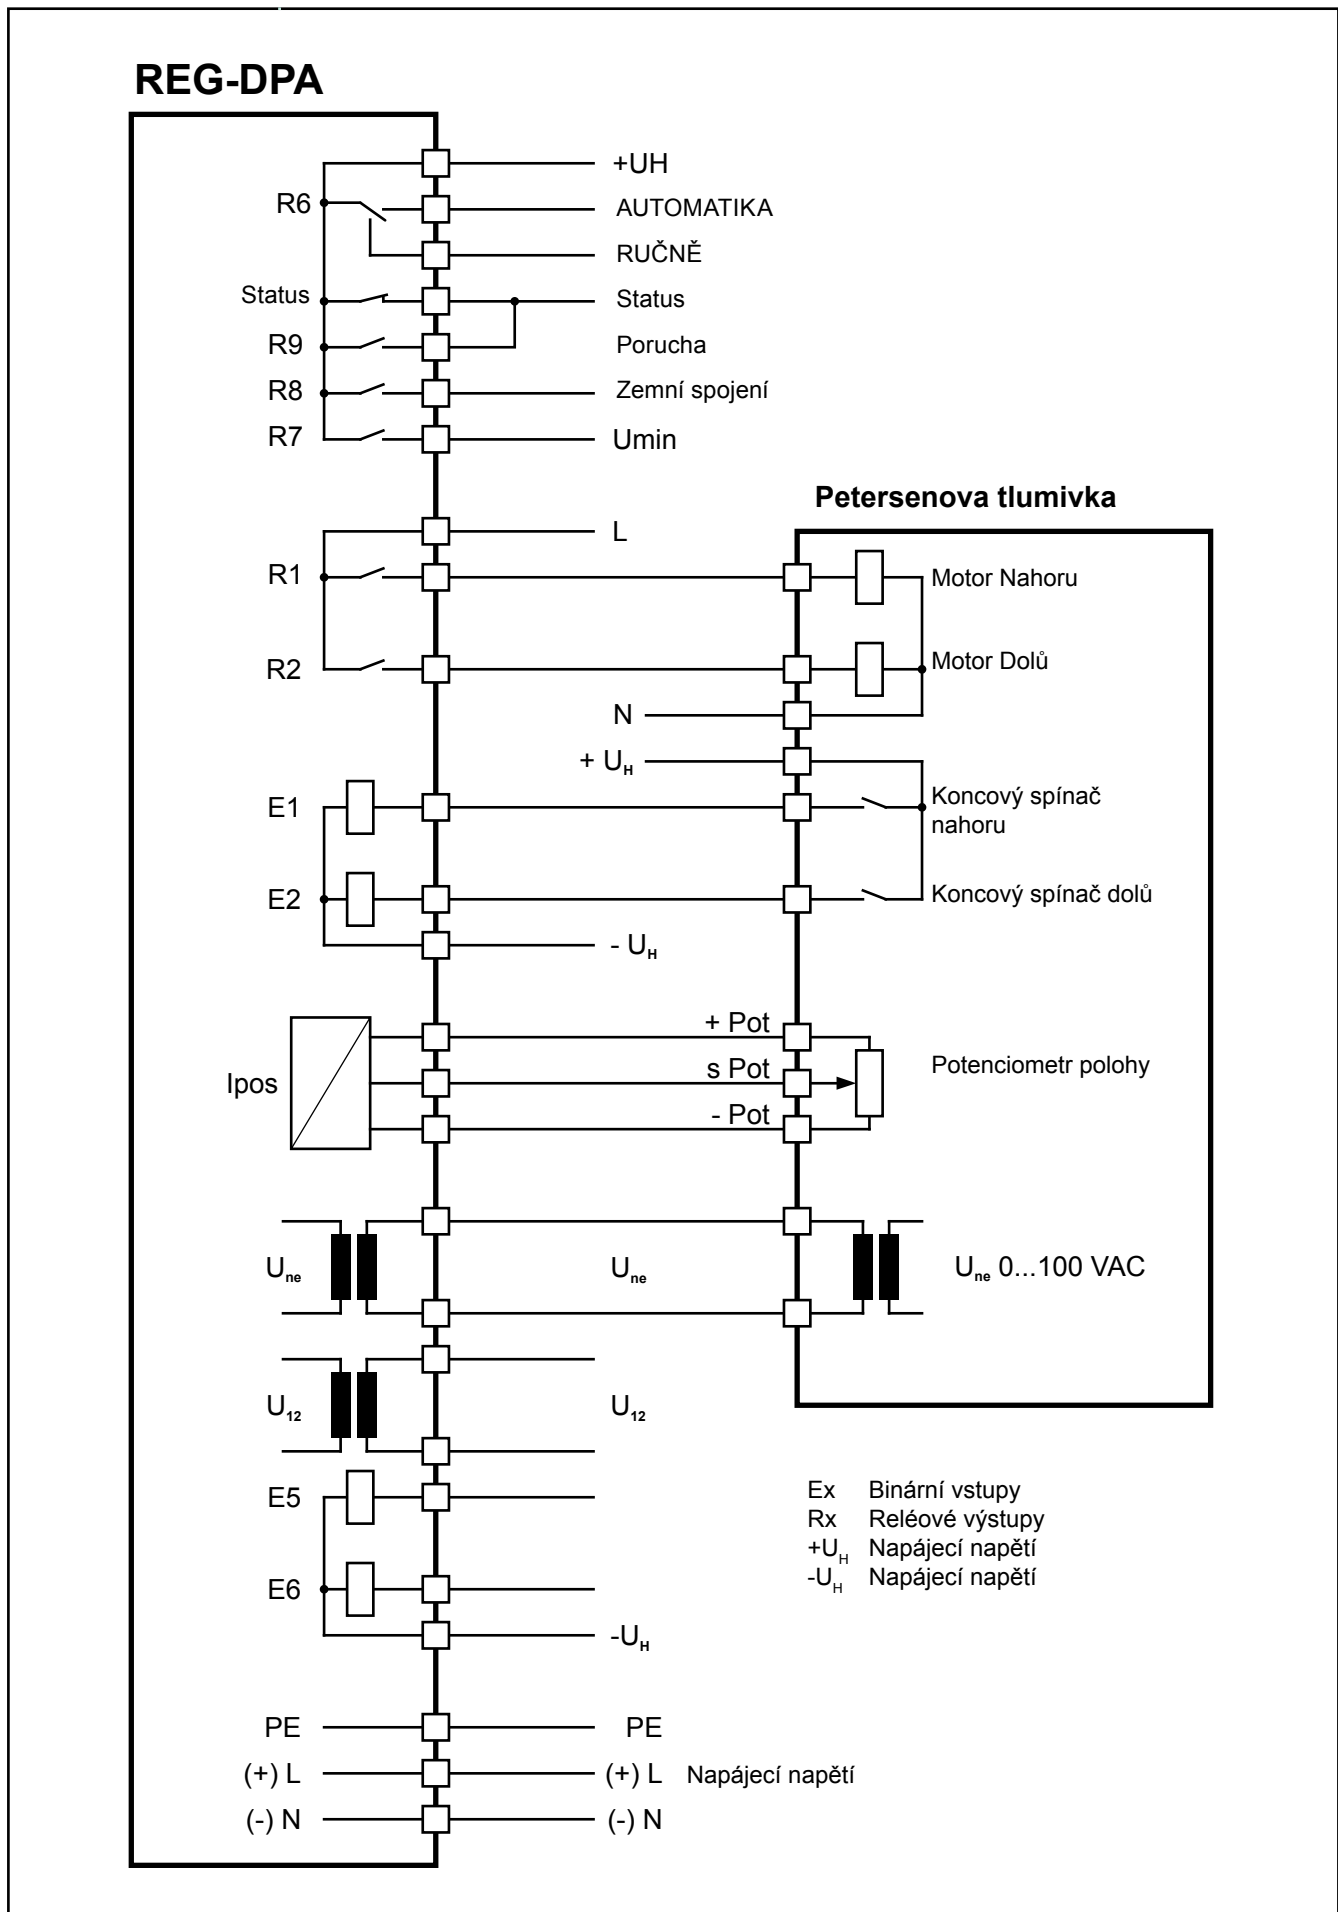 REG-DPA
+UH
R6
AUTOMATIKA
RUČNĚ
Status
Status
R9
Porucha
R8
Zemní spojení
R7
Umin
Petersenova tlumivka
L
R1
Motor Nahoru
R2
Motor Dolů
N
+ UH
E1
Koncový spínač
nahoru
E2
Koncový spínač dolů
- UH
+ Pot
Ipos
s Pot
Potenciometr polohy
- Pot
Une
Une
Une 0...100 VAC
U12
U12
E5
Ex Binární vstupy
Rx Reléové výstupy
+UH Napájecí napětí
-UH Napájecí napětí
E6
-UH
PE
PE
(+) L
(+) L Napájecí napětí
(-) N
(-) N